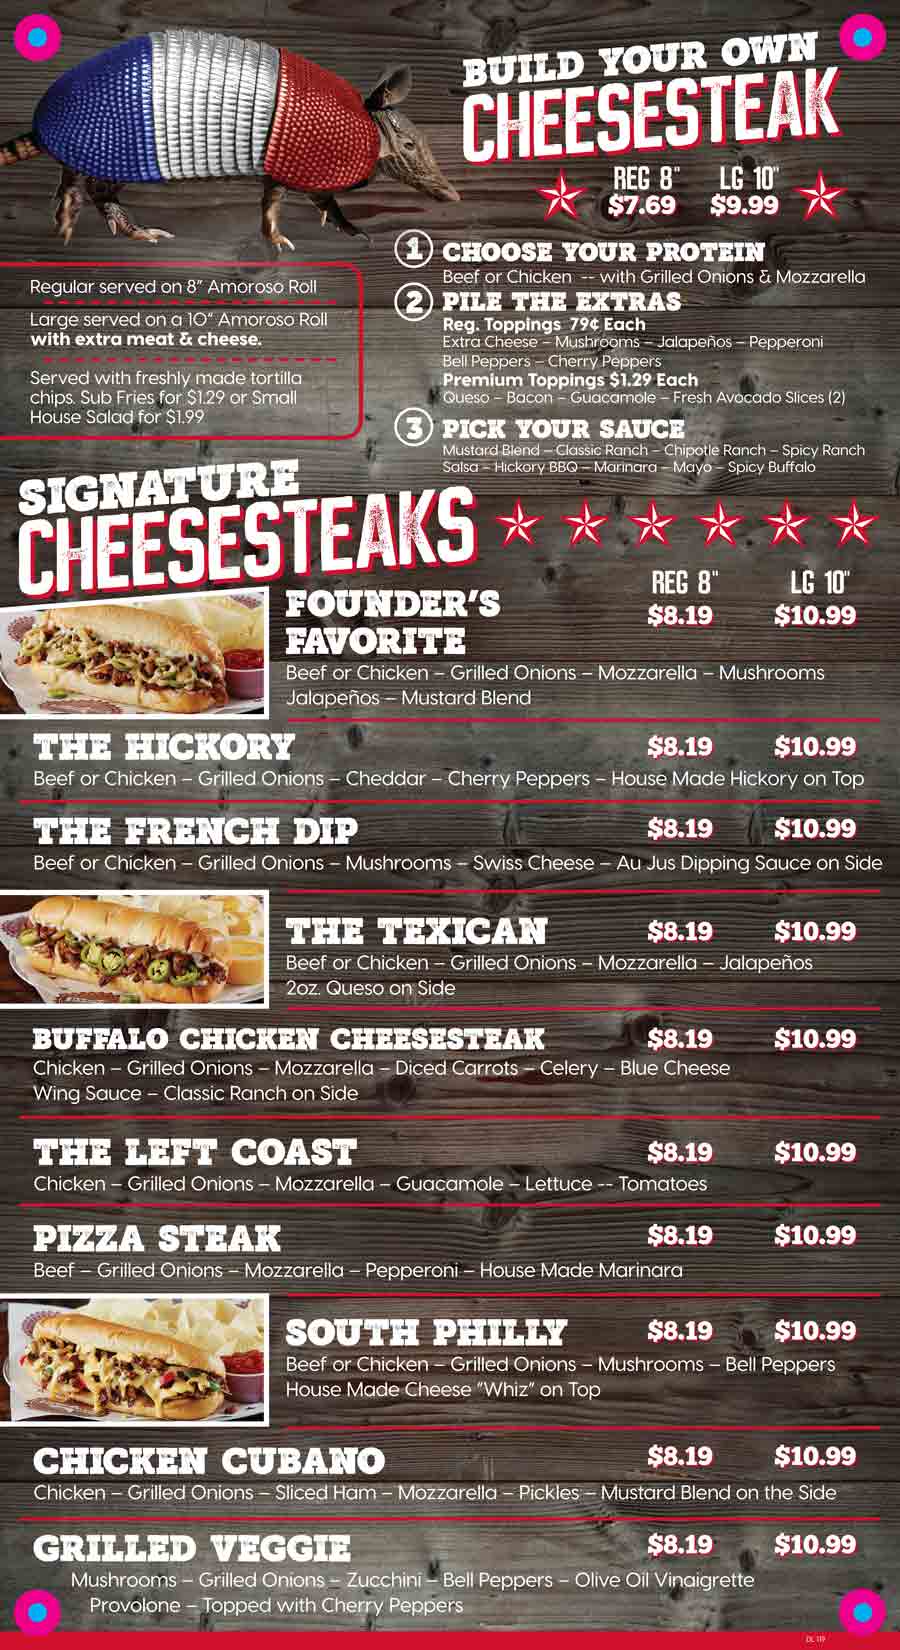 BUILD YOUR OWN
CHEESESTEAK
REG 8" LG 10"
$7.69 $9.99
1 CHOOSE YOUR PROTEIN
Beef or Chicken -- with Grilled Onions & Mozzarella
2 PILE THE EXTRAS
Reg. Toppings 79¢ Each
Extra Cheese – Mushrooms – Jalapeños – Pepperoni
Bell Peppers – Cherry Peppers
Premium Toppings $1.29 Each
Queso – Bacon – Guacamole – Fresh Avocado Slices (2)
3 PICK YOUR SAUCE
Mustard Blend – Classic Ranch – Chipotle Ranch – Spicy Ranch
Salsa – Hickory BBQ – Marinara – Mayo – Spicy Buffalo
Regular served on 8" Amoroso Roll
Large served on a 10" Amoroso Roll
with extra meat & cheese.
Served with freshly made tortilla
chips. Sub Fries for $1.29 or Small
House Salad for $1.99
SIGNATURE
CHEESESTEAKS
REG 8" LG 10"
FOUNDER'S
FAVORITE
$8.19 $10.99
Beef or Chicken – Grilled Onions – Mozzarella – Mushrooms
Jalapeños – Mustard Blend
THE HICKORY $8.19 $10.99
Beef or Chicken – Grilled Onions – Cheddar – Cherry Peppers – House Made Hickory on Top
THE FRENCH DIP $8.19 $10.99
Beef or Chicken – Grilled Onions – Mushrooms – Swiss Cheese – Au Jus Dipping Sauce on Side
THE TEXICAN $8.19 $10.99
Beef or Chicken – Grilled Onions – Mozzarella – Jalapeños
2oz. Queso on Side
BUFFALO CHICKEN CHEESESTEAK $8.19 $10.99
Chicken – Grilled Onions – Mozzarella – Diced Carrots – Celery – Blue Cheese
Wing Sauce – Classic Ranch on Side
THE LEFT COAST $8.19 $10.99
Chicken – Grilled Onions – Mozzarella – Guacamole – Lettuce -- Tomatoes
PIZZA STEAK $8.19 $10.99
Beef – Grilled Onions – Mozzarella – Pepperoni – House Made Marinara
SOUTH PHILLY $8.19 $10.99
Beef or Chicken – Grilled Onions – Mushrooms – Bell Peppers
House Made Cheese "Whiz" on Top
CHICKEN CUBANO $8.19 $10.99
Chicken – Grilled Onions – Sliced Ham – Mozzarella – Pickles – Mustard Blend on the Side
GRILLED VEGGIE $8.19 $10.99
Mushrooms – Grilled Onions – Zucchini – Bell Peppers – Olive Oil Vinaigrette
Provolone – Topped with Cherry Peppers
DL 119